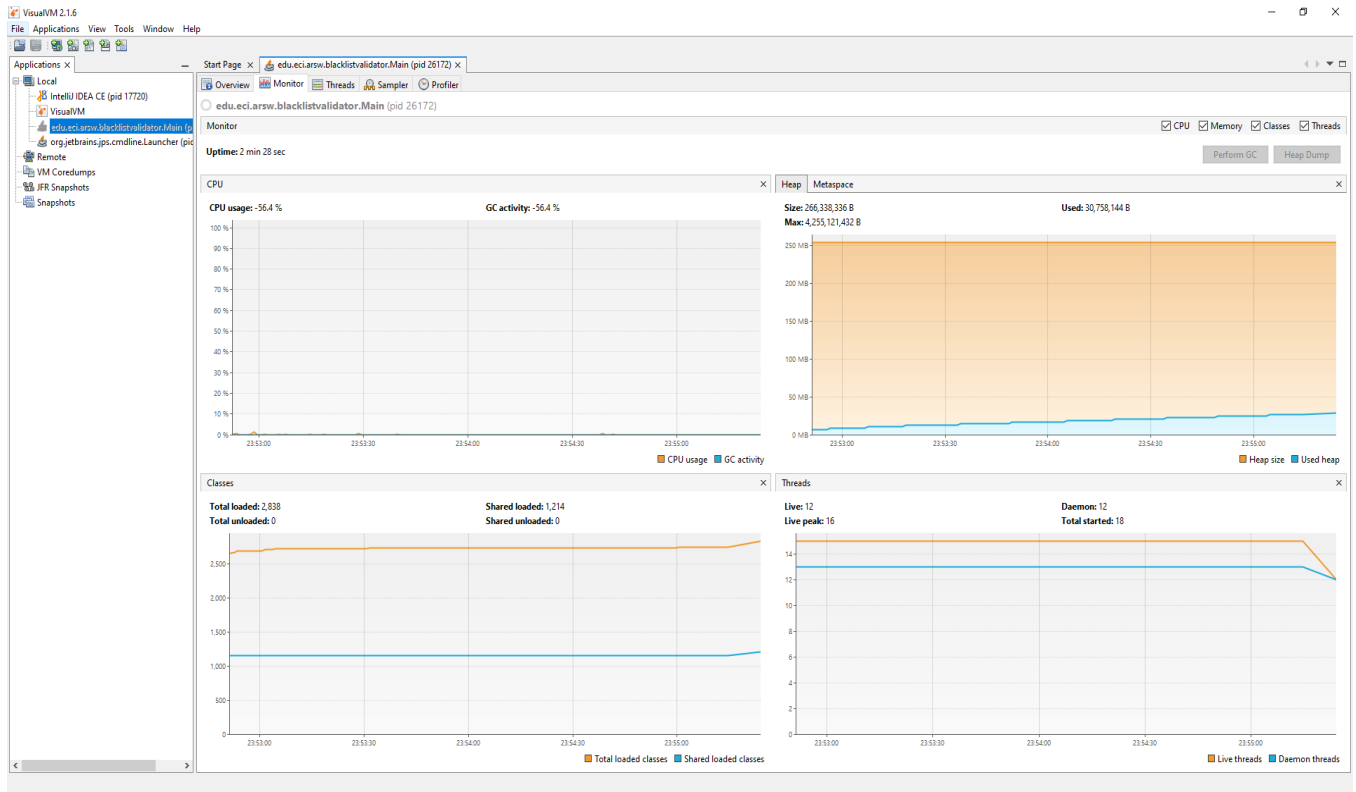 VisualVM 2.1.6
File Applications View Tools Window Help
Applications
Local
IntelliJ IDEA CE (pid 17720)
VisualVM
edu.eci.arsw.blacklistvalidator.Main (p
org.jetbrains.jps.cmdline.Launcher (pid
Remote
VM Coredumps
JFR Snapshots
Snapshots
Start Page edu.eci.arsw.blacklistvalidator.Main (pid 26172)
Overview Monitor Threads Sampler Profiler
edu.eci.arsw.blacklistvalidator.Main (pid 26172)
Monitor CPU Memory Classes Threads
Uptime: 2 min 28 sec
Perform GC Heap Dump
CPU
CPU usage: -56.4 % GC activity: -56.4 %
100 %
90 %
80 %
70 %
60 %
50 %
40 %
30 %
20 %
10 %
0 %
23:53:00 23:53:30 23:54:00 23:54:30 23:55:00
CPU usage GC activity
Heap Metaspace
Size: 266,338,336 B Used: 30,758,144 B
Max: 4,255,121,432 B
250 MB
200 MB
150 MB
100 MB
50 MB
0 MB
23:53:00 23:53:30 23:54:00 23:54:30 23:55:00
Heap size Used heap
Classes
Total loaded: 2,838 Shared loaded: 1,214
Total unloaded: 0 Shared unloaded: 0
2,500
2,000
1,500
1,000
500
0
23:53:00 23:53:30 23:54:00 23:54:30 23:55:00
Total loaded classes Shared loaded classes
Threads
Live: 12 Daemon: 12
Live peak: 16 Total started: 18
14
12
10
8
6
4
2
0
23:53:00 23:53:30 23:54:00 23:54:30 23:55:00
Live threads Daemon threads